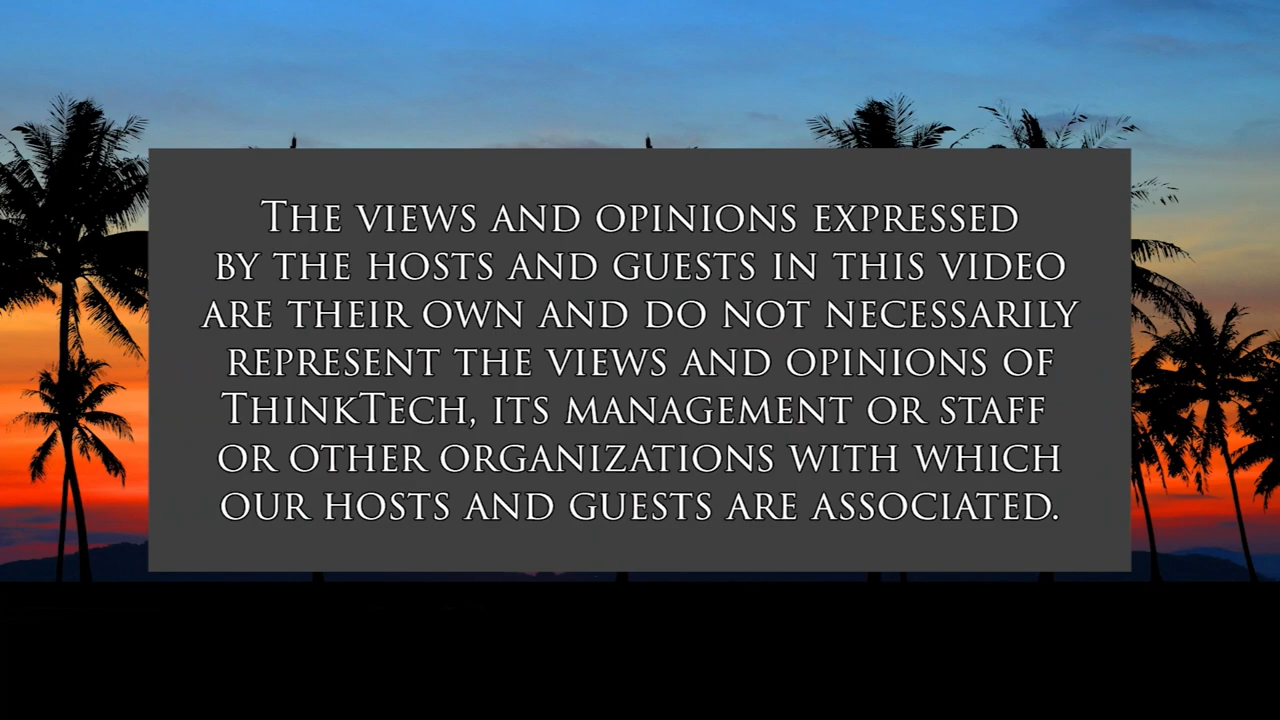 The views and opinions expressed
by the hosts and guests in this video
are their own and do not necessarily
represent the views and opinions of
ThinkTech, its management or staff
or other organizations with which
our hosts and guests are associated.